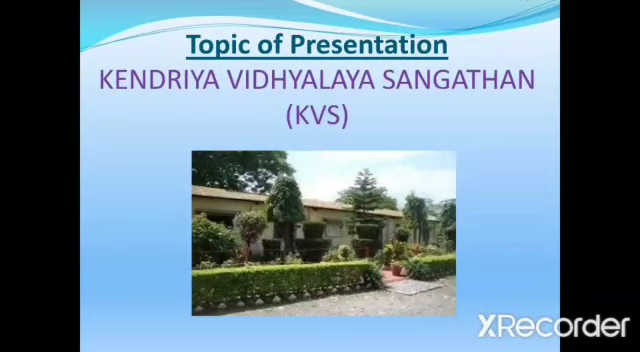 Topic of Presentation
KENDRIYA VIDHYALAYA SANGATHAN
(KVS)
XRecorder